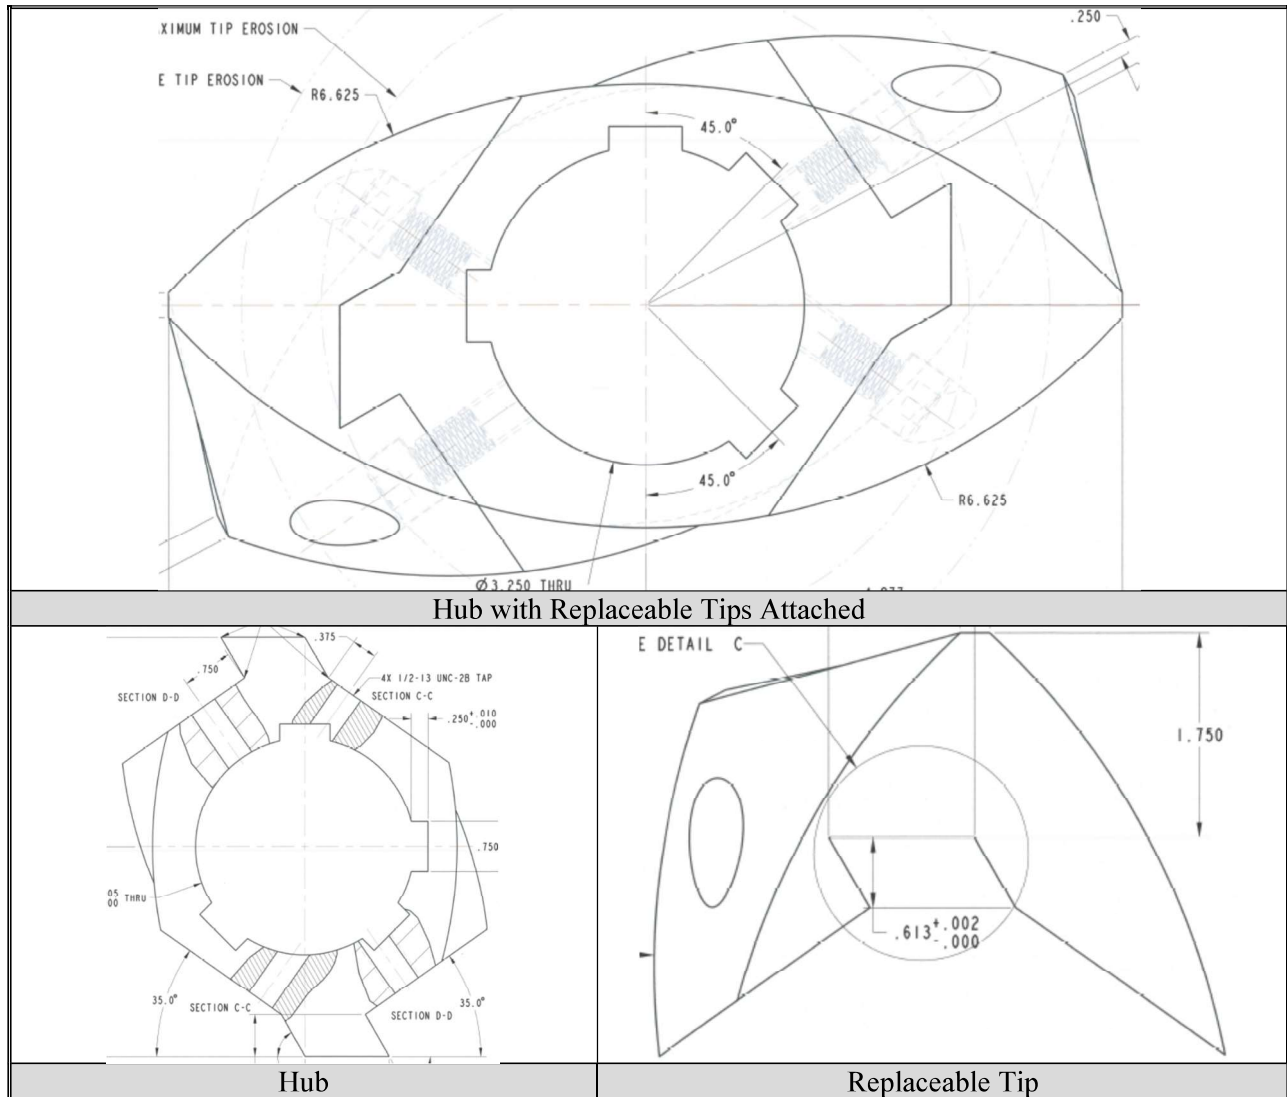 XIMUM TIP EROSION
.250
E TIP EROSION
R6.625
45.0°
45.0°
R6.625
Ø3.250 THRU
Hub with Replaceable Tips Attached
.375
.750
4X 1/2-13 UNC-2B TAP
SECTION D-D
SECTION C-C
.250+.010
-.000
.750
05
00 THRU
35.0°
SECTION C-C
SECTION D-D
35.0°
Hub
E DETAIL C
1.750
.613+.002
-.000
Replaceable Tip